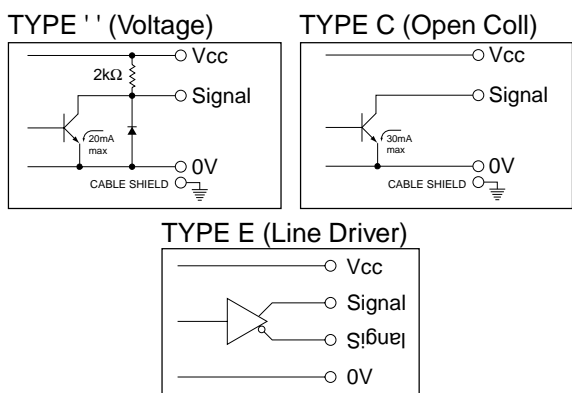 TYPE ' ' (Voltage)
Vcc
2kΩ
Signal
20mA
max
0V
CABLE SHIELD
TYPE C (Open Coll)
Vcc
Signal
30mA
max
0V
CABLE SHIELD
TYPE E (Line Driver)
Vcc
Signal
Signal
0V